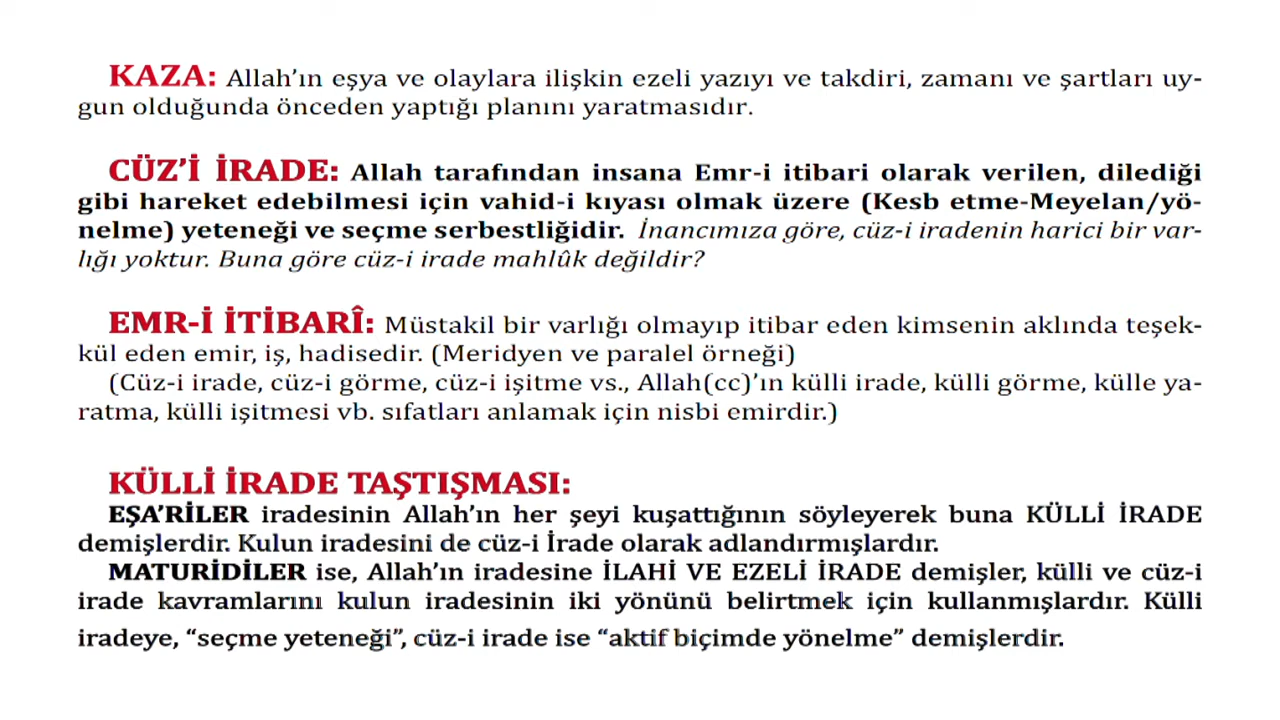 KAZA: Allah’ın eşya ve olaylara ilişkin ezeli yazıyı ve takdiri, zamanı ve şartları uy-
gun olduğunda önceden yaptığı planını yaratmasıdır.
CÜZ’İ İRADE: Allah tarafından insana Emr-i itibari olarak verilen, dilediği
gibi hareket edebilmesi için vahid-i kıyası olmak üzere (Kesb etme-Meyelan/yö-
nelme) yeteneği ve seçme serbestliğidir. İnancımıza göre, cüz-i iradenin harici bir var-
lığı yoktur. Buna göre cüz-i irade mahlûk değildir?
EMR-İ İTİBARÎ: Müstakil bir varlığı olmayıp itibar eden kimsenin aklında teşek-
kül eden emir, iş, hadisedir. (Meridyen ve paralel örneği)
(Cüz-i irade, cüz-i görme, cüz-i işitme vs., Allah(cc)’ın külli irade, külli görme, külle ya-
ratma, külli işitmesi vb. sıfatları anlamak için nisbi emirdir.)
KÜLLİ İRADE TAŞTIŞMASI:
EŞA’RİLER iradesinin Allah’ın her şeyi kuşattığının söyleyerek buna KÜLLİ İRADE
demişlerdir. Kulun iradesini de cüz-i İrade olarak adlandırmışlardır.
MATURİDİLER ise, Allah’ın iradesine İLAHİ VE EZELİ İRADE demişler, külli ve cüz-i
irade kavramlarını kulun iradesinin iki yönünü belirtmek için kullanmışlardır. Külli
iradeye, “seçme yeteneği”, cüz-i irade ise “aktif biçimde yönelme” demişlerdir.